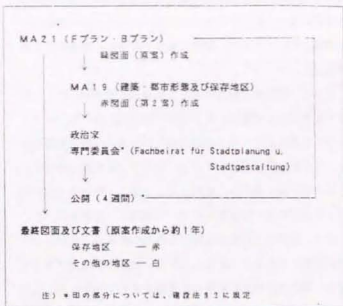 MA21(Fプラン・Bプラン)
緑図面(原案)作成
MA19(建築・都市形態及び保存地区)
赤図面(第2案)作成
政治家
専門委員会*(Fachbeirat für Stadtplanung u.
Stadtgestaltung)
公開(4週間)*
最終図面及び文書(原案作成から約1年)
保存地区 — 赤
その他の地区 — 白
注)*印の部分については、建設法§2に規定